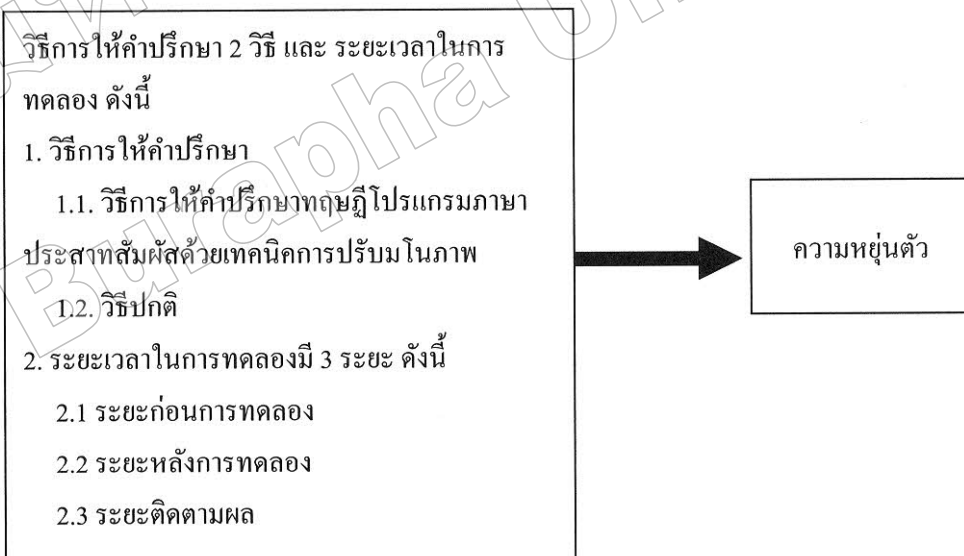 วิธีการให้คำปรึกษา 2 วิธี และ ระยะเวลาในการ
ทดลอง ดังนี้
1. วิธีการให้คำปรึกษา
1.1. วิธีการให้คำปรึกษาทฤษฎีโปรแกรมภาษา
ประสาทสัมผัสด้วยเทคนิคการปรับมโนภาพ
1.2. วิธีปกติ
2. ระยะเวลาในการทดลองมี 3 ระยะ ดังนี้
2.1 ระยะก่อนการทดลอง
2.2 ระยะหลังการทดลอง
2.3 ระยะติดตามผล
ความหยุ่นตัว
Burapha